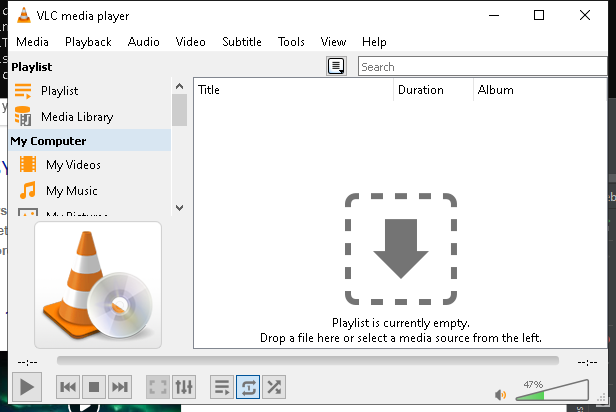 VLC media player
Media Playback Audio Video Subtitle Tools View Help
Playlist
Search
Playlist
Media Library
My Computer
My Videos
My Music
My Pictures
Title Duration Album
Playlist is currently empty.
Drop a file here or select a media source from the left.
--:-- --:--
47%